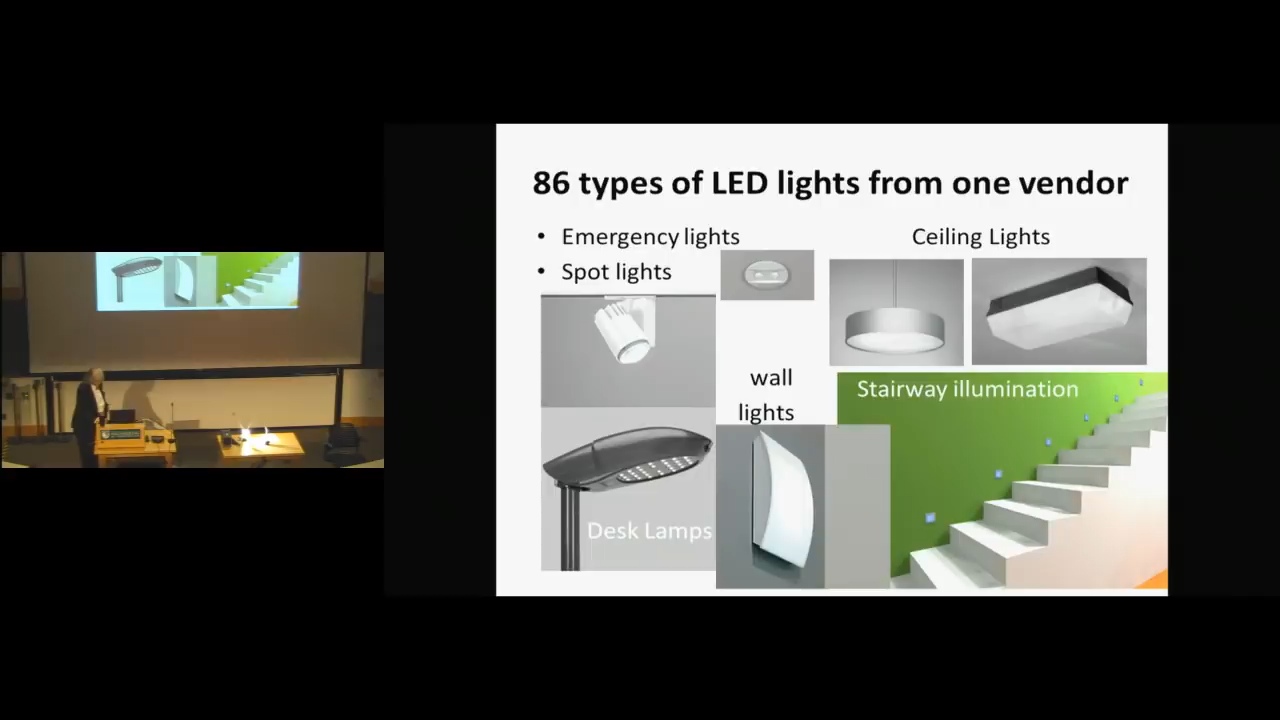 86 types of LED lights from one vendor
• Emergency lights
• Spot lights
Ceiling Lights
wall
lights
Stairway illumination
Desk Lamps